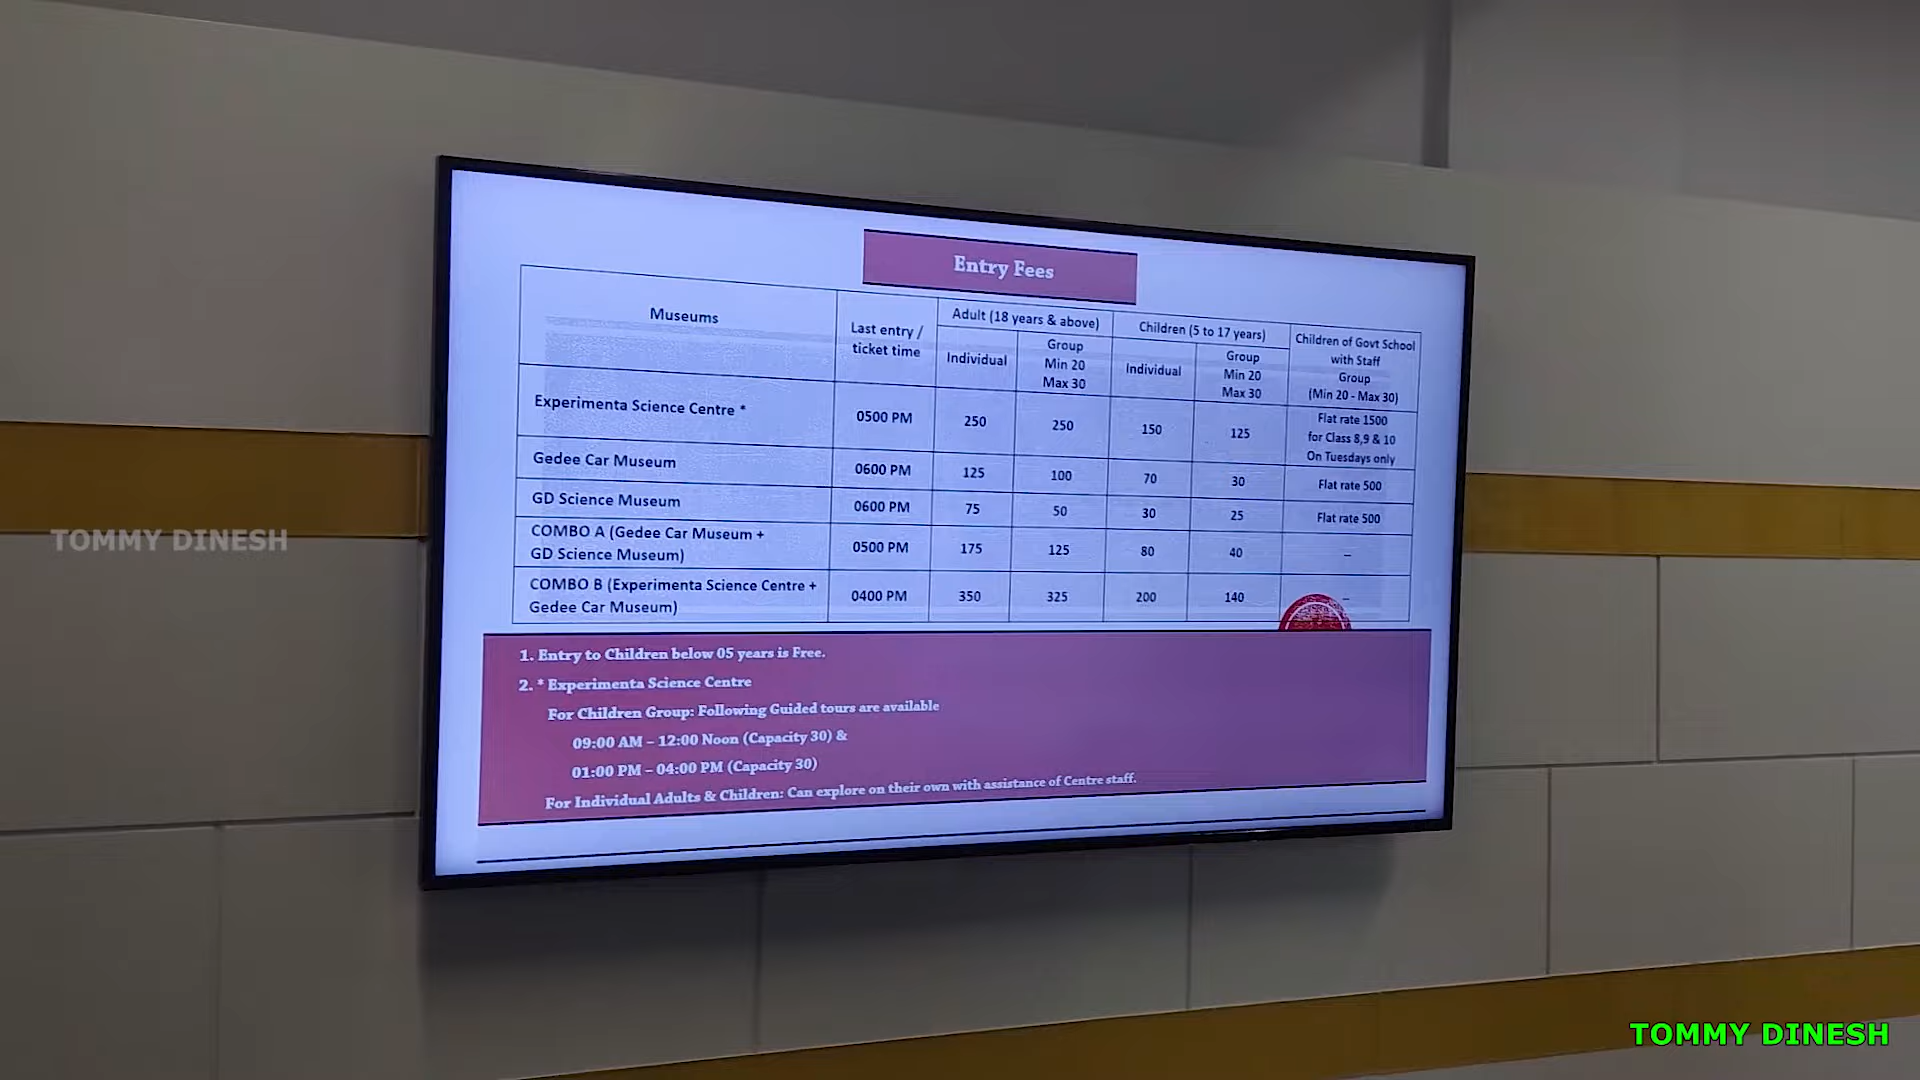 Entry Fees
Museums
Last entry /
ticket time
Adult (18 years & above)
Children (5 to 17 years)
Children of Govt School
with Staff
Group
(Min 20 - Max 30)
Individual
Group
Min 20
Max 30
Individual
Group
Min 20
Max 30
Experimenta Science Centre *
0500 PM
250
250
150
125
Flat rate 1500
for Class 8,9 & 10
On Tuesdays only
Gedee Car Museum
0600 PM
125
100
70
30
Flat rate 500
GD Science Museum
0600 PM
75
50
30
25
Flat rate 500
COMBO A (Gedee Car Museum +
GD Science Museum)
0500 PM
175
125
80
40
–
COMBO B (Experimenta Science Centre +
Gedee Car Museum)
0400 PM
350
325
200
140
–
1. Entry to Children below 05 years is Free.
2. * Experimenta Science Centre
For Children Group: Following Guided tours are available
09:00 AM – 12:00 Noon (Capacity 30) &
01:00 PM – 04:00 PM (Capacity 30)
For Individual Adults & Children: Can explore on their own with assistance of Centre staff.
TOMMY DINESH
TOMMY DINESH